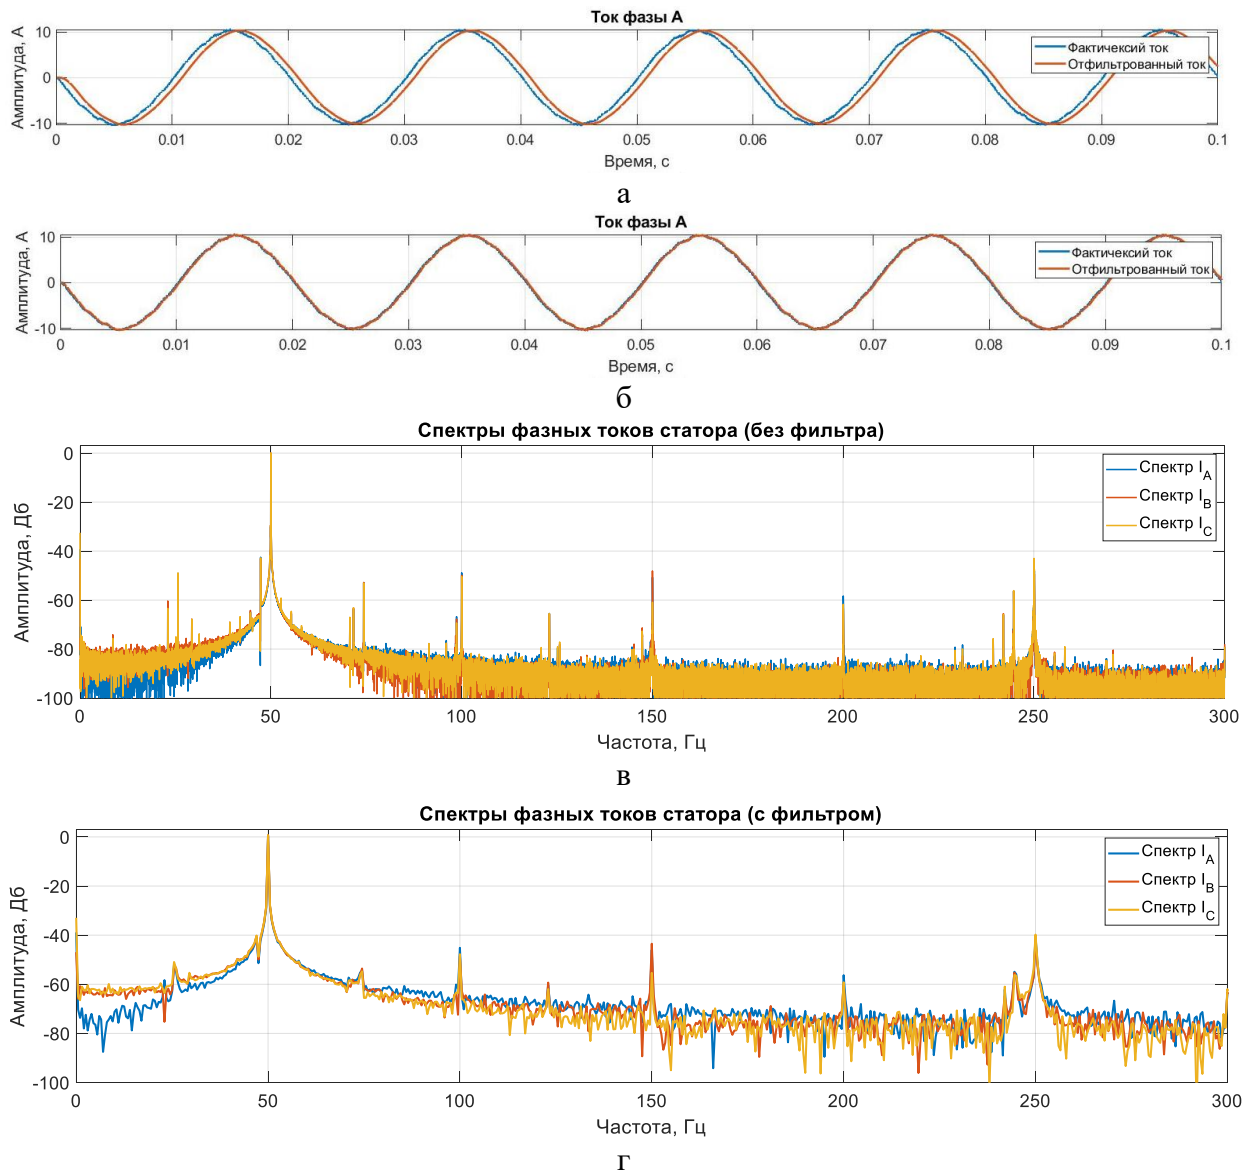 Ток фазы А
Амплитуда, А
10
0
-10
Фактичексий ток
Отфильтрованный ток
0 0.01 0.02 0.03 0.04 0.05 0.06 0.07 0.08 0.09 0.1
Время, с
а
Ток фазы А
Амплитуда, А
10
0
-10
Фактичексий ток
Отфильтрованный ток
0 0.01 0.02 0.03 0.04 0.05 0.06 0.07 0.08 0.09 0.1
Время, с
б
Спектры фазных токов статора (без фильтра)
Амплитуда, Дб
0
-20
-40
-60
-80
-100
Спектр I_A
Спектр I_B
Спектр I_C
0 50 100 150 200 250 300
Частота, Гц
в
Спектры фазных токов статора (с фильтром)
Амплитуда, Дб
0
-20
-40
-60
-80
-100
Спектр I_A
Спектр I_B
Спектр I_C
0 50 100 150 200 250 300
Частота, Гц
г